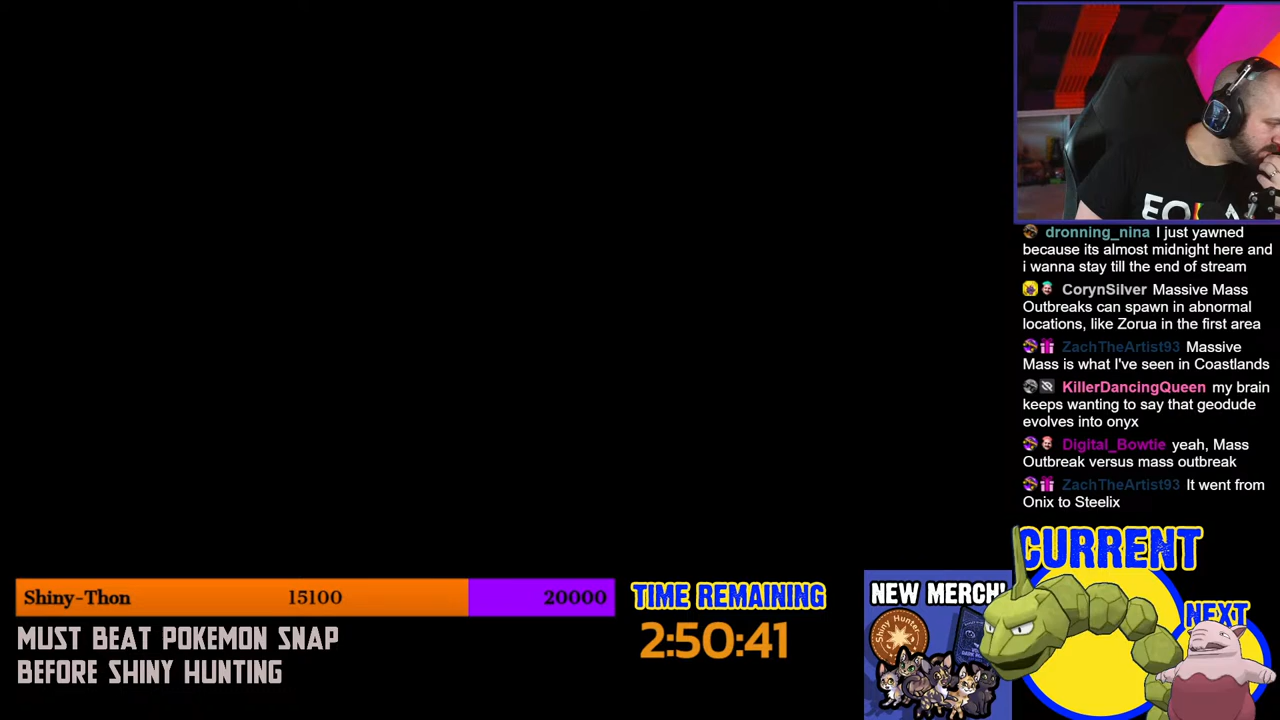 dronning_nina I just yawned
because its almost midnight here and
i wanna stay till the end of stream
CorynSilver Massive Mass
Outbreaks can spawn in abnormal
locations, like Zorua in the first area
ZachTheArtist93 Massive
Mass is what I've seen in Coastlands
KillerDancingQueen my brain
keeps wanting to say that geodude
evolves into onyx
Digital_Bowtie yeah, Mass
Outbreak versus mass outbreak
ZachTheArtist93 It went from
Onix to Steelix
CURRENT
NEXT
Shiny-Thon 15100 20000
MUST BEAT POKEMON SNAP
BEFORE SHINY HUNTING
TIME REMAINING
2:50:41
NEW MERCH!
Shiny Hunter